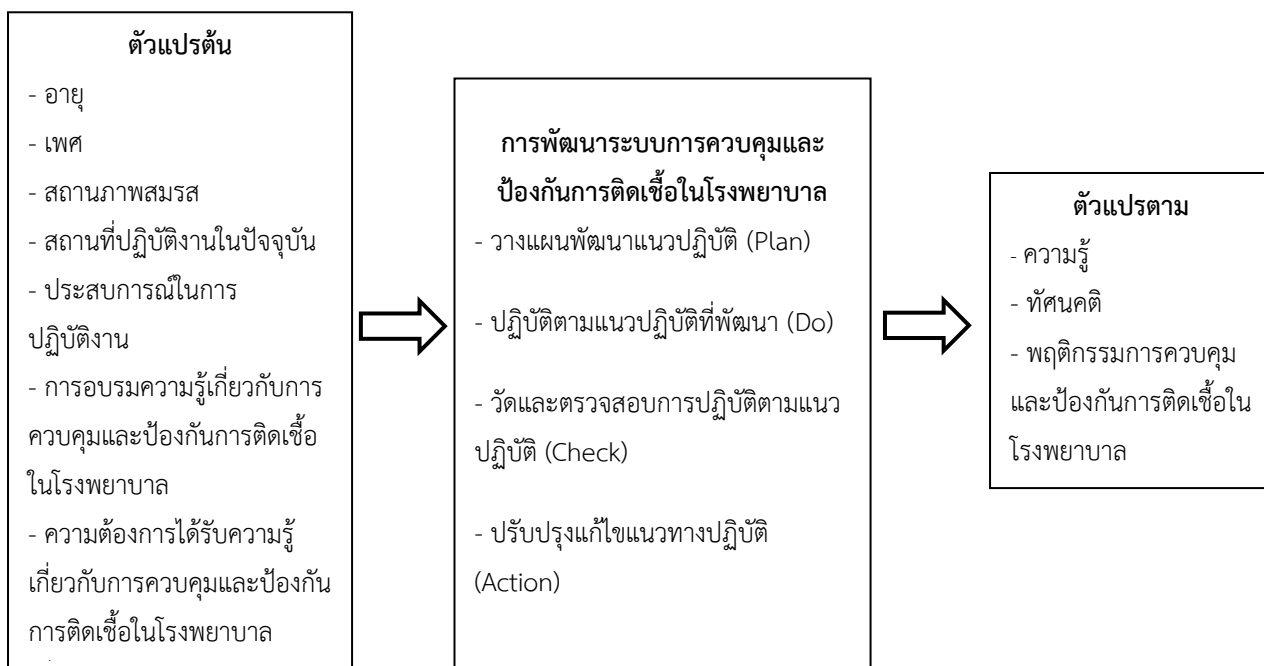 ตัวแปรต้น
- อายุ
- เพศ
- สถานภาพสมรส
- สถานที่ปฏิบัติงานในปัจจุบัน
- ประสบการณ์ในการ
ปฏิบัติงาน
- การอบรมความรู้เกี่ยวกับการ
ควบคุมและป้องกันการติดเชื้อ
ในโรงพยาบาล
- ความต้องการได้รับความรู้
เกี่ยวกับการควบคุมและป้องกัน
การติดเชื้อในโรงพยาบาล
การพัฒนาระบบการควบคุมและ
ป้องกันการติดเชื้อในโรงพยาบาล
- วางแผนพัฒนาแนวปฏิบัติ (Plan)
- ปฏิบัติตามแนวปฏิบัติที่พัฒนา (Do)
- วัดและตรวจสอบการปฏิบัติตามแนว
ปฏิบัติ (Check)
- ปรับปรุงแก้ไขแนวทางปฏิบัติ
(Action)
ตัวแปรตาม
- ความรู้
- ทัศนคติ
- พฤติกรรมการควบคุม
และป้องกันการติดเชื้อใน
โรงพยาบาล